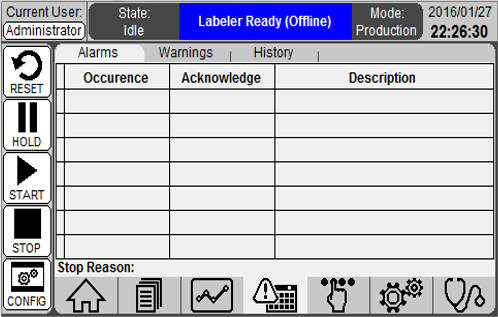 Current User:
Administrator
State:
Idle
Labeler Ready (Offline)
Mode:
Production
2016/01/27
22:26:30
Alarms
Warnings
History
Occurence
Acknowledge
Description
RESET
HOLD
START
STOP
CONFIG
Stop Reason: